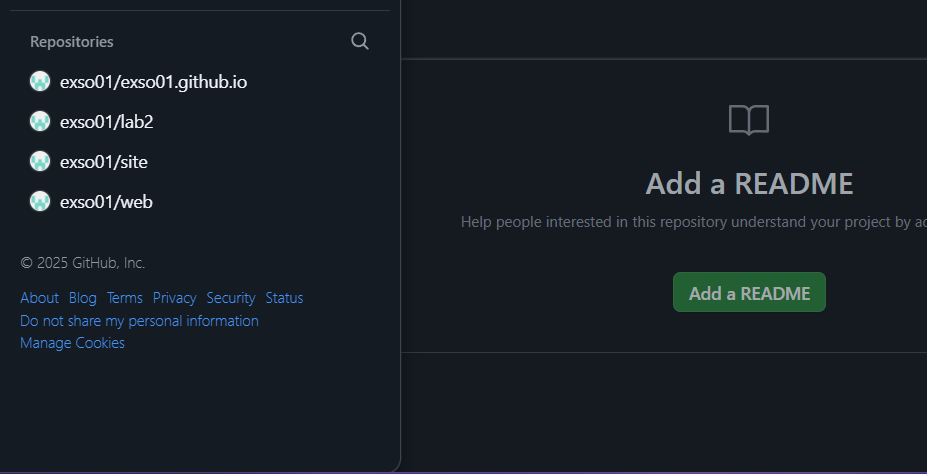 Repositories
exso01/exso01.github.io
exso01/lab2
exso01/site
exso01/web
© 2025 GitHub, Inc.
About Blog Terms Privacy Security Status
Do not share my personal information
Manage Cookies
Add a README
Help people interested in this repository understand your project by
Add a README